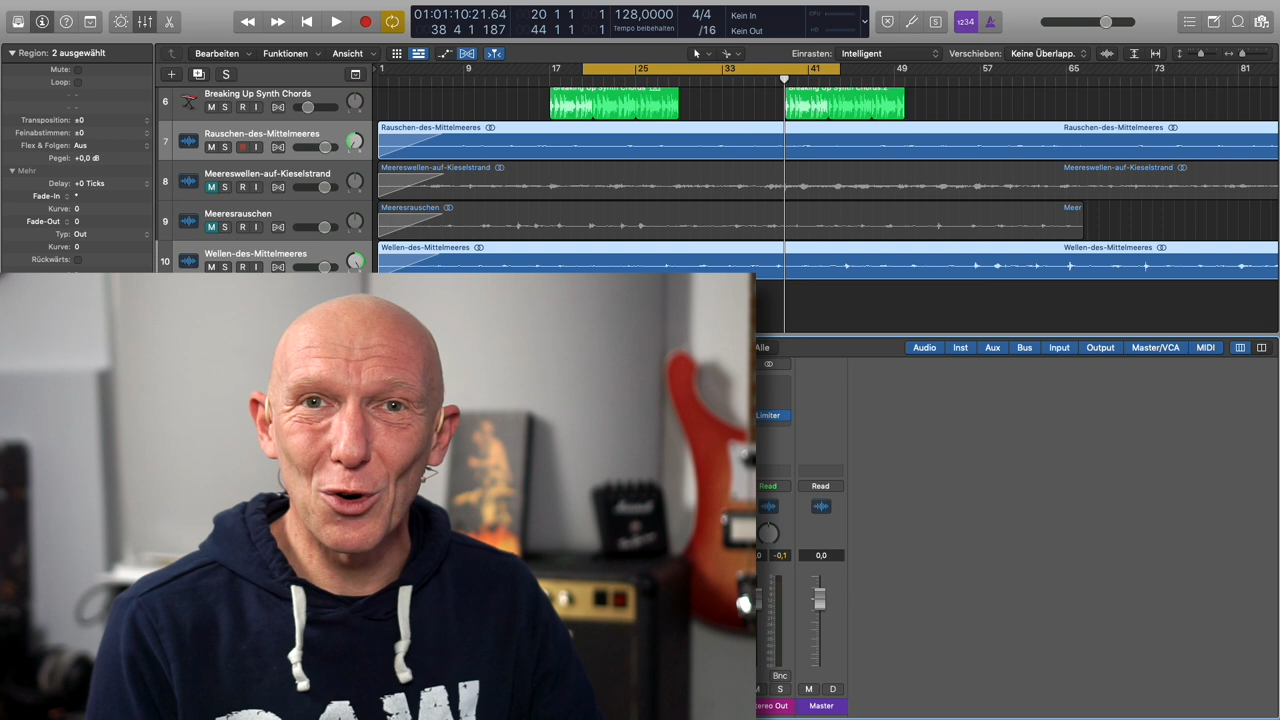 01:01:10:21.64
38 4 1 187
20 1 1 1
44 1 1 1
128,0000
Tempo beibehalten
4/4
/16
Kein In
Kein Out
CPU
HD
1234
Region: 2 ausgewählt
Bearbeiten
Funktionen
Ansicht
Einrasten: Intelligent
Verschieben: Keine Überlapp.
1 9 17 25 33 41 49 57 65 73 81
Mute:
Loop:
Transposition: ±0
Feinabstimmen: ±0
Flex & Folgen: Aus
Pegel: +0,0 dB
Mehr
Delay: +0 Ticks
Fade-In
Kurve: 0
Fade-Out 0
Typ: Out
Kurve: 0
Rückwärts:
S
6 Breaking Up Synth Chords
M S R I
7 Rauschen-des-Mittelmeeres
M S R I
8 Meereswellen-auf-Kieselstrand
M S R I
9 Meeresrauschen
M S R I
10 Wellen-des-Mittelmeeres
M S R I
Breaking Up Synth Chords
Breaking Up Synth Chords.2
Rauschen-des-Mittelmeeres
Rauschen-des-Mittelmeeres
Meereswellen-auf-Kieselstrand
Meereswellen-auf-Kieselstrand
Meeresrauschen
Meer
Wellen-des-Mittelmeeres
Wellen-des-Mittelmeeres
Alle
Audio Inst Aux Bus Input Output Master/VCA MIDI
Limiter
Read Read
-0,1 0,0
Bnc
S M D
Master